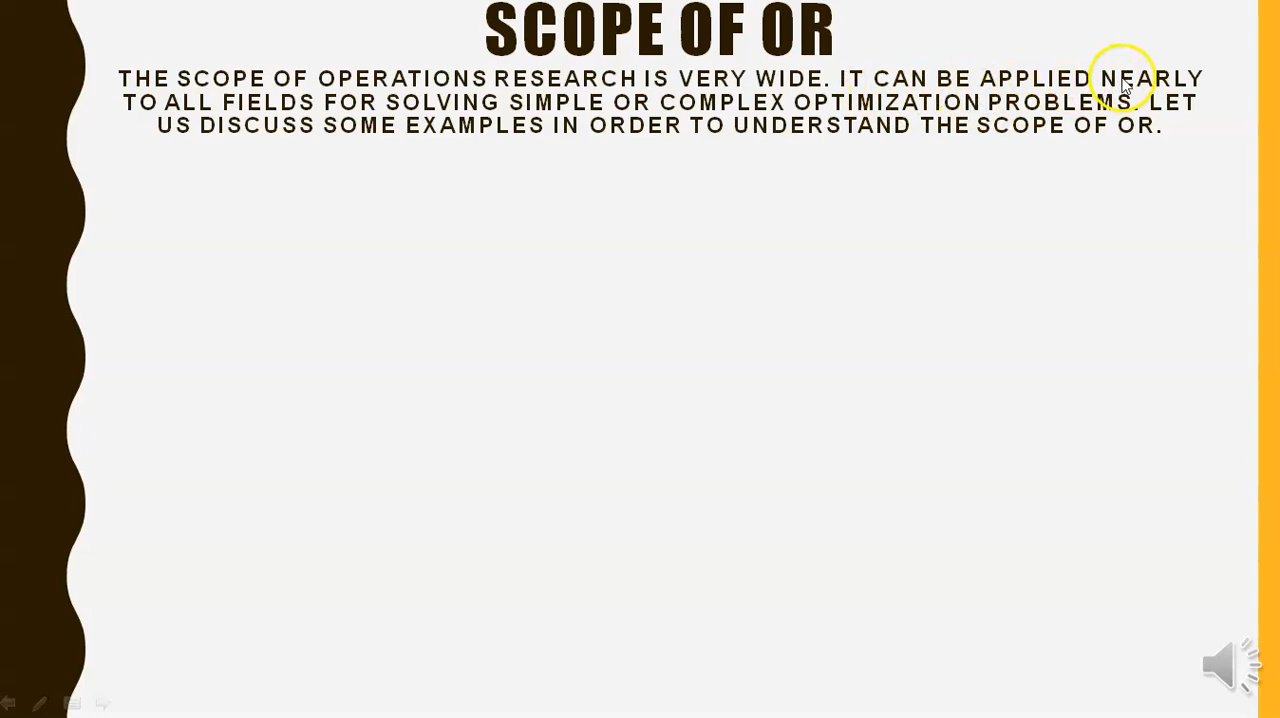 SCOPE OF OR
THE SCOPE OF OPERATIONS RESEARCH IS VERY WIDE. IT CAN BE APPLIED NEARLY
TO ALL FIELDS FOR SOLVING SIMPLE OR COMPLEX OPTIMIZATION PROBLEMS. LET
US DISCUSS SOME EXAMPLES IN ORDER TO UNDERSTAND THE SCOPE OF OR.